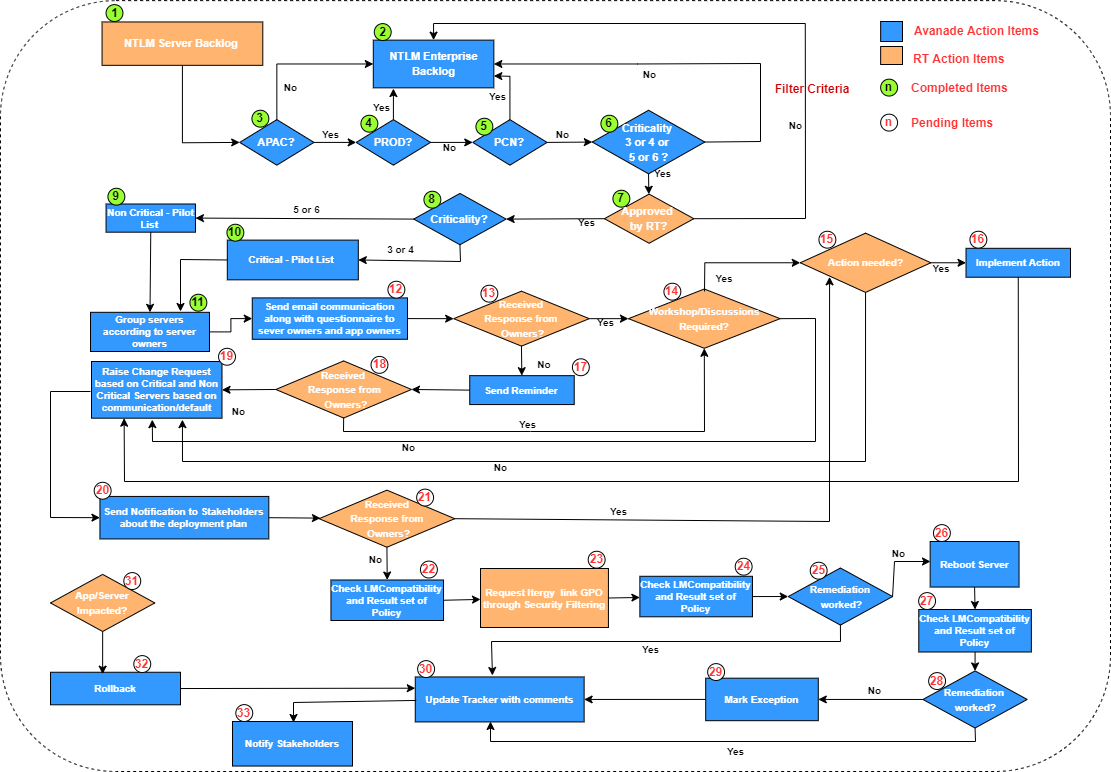 1
NTLM Server Backlog
2
NTLM Enterprise
Backlog
Avanade Action Items
RT Action Items
Filter Criteria
n
Completed Items
n
Pending Items
No
Yes
Yes
No
No
3
APAC?
Yes
4
PROD?
No
5
PCN?
No
6
Criticality
3 or 4 or
5 or 6 ?
Yes
7
Approved
by RT?
Yes
8
Criticality?
5 or 6
3 or 4
9
Non Critical - Pilot
List
10
Critical - Pilot List
11
Group servers
according to server
owners
12
Send email communication
along with questionnaire to
sever owners and app owners
13
Received
Response from
Owners?
Yes
No
14
Workshop/Discussions
Required?
Yes
15
Action needed?
Yes
16
Implement Action
17
Send Reminder
18
Received
Response from
Owners?
No
Yes
19
Raise Change Request
based on Critical and Non
Critical Servers based on
communication/default
No
No
20
Send Notification to Stakeholders
about the deployment plan
21
Received
Response from
Owners?
Yes
No
22
Check LMCompatibility
and Result set of
Policy
23
Request Itergy link GPO
through Security Filtering
24
Check LMCompatibility
and Result set of
Policy
25
Remediation
worked?
No
Yes
26
Reboot Server
27
Check LMCompatibility
and Result set of
Policy
28
Remediation
worked?
No
Yes
29
Mark Exception
30
Update Tracker with comments
31
App/Server
Impacted?
32
Rollback
33
Notify Stakeholders